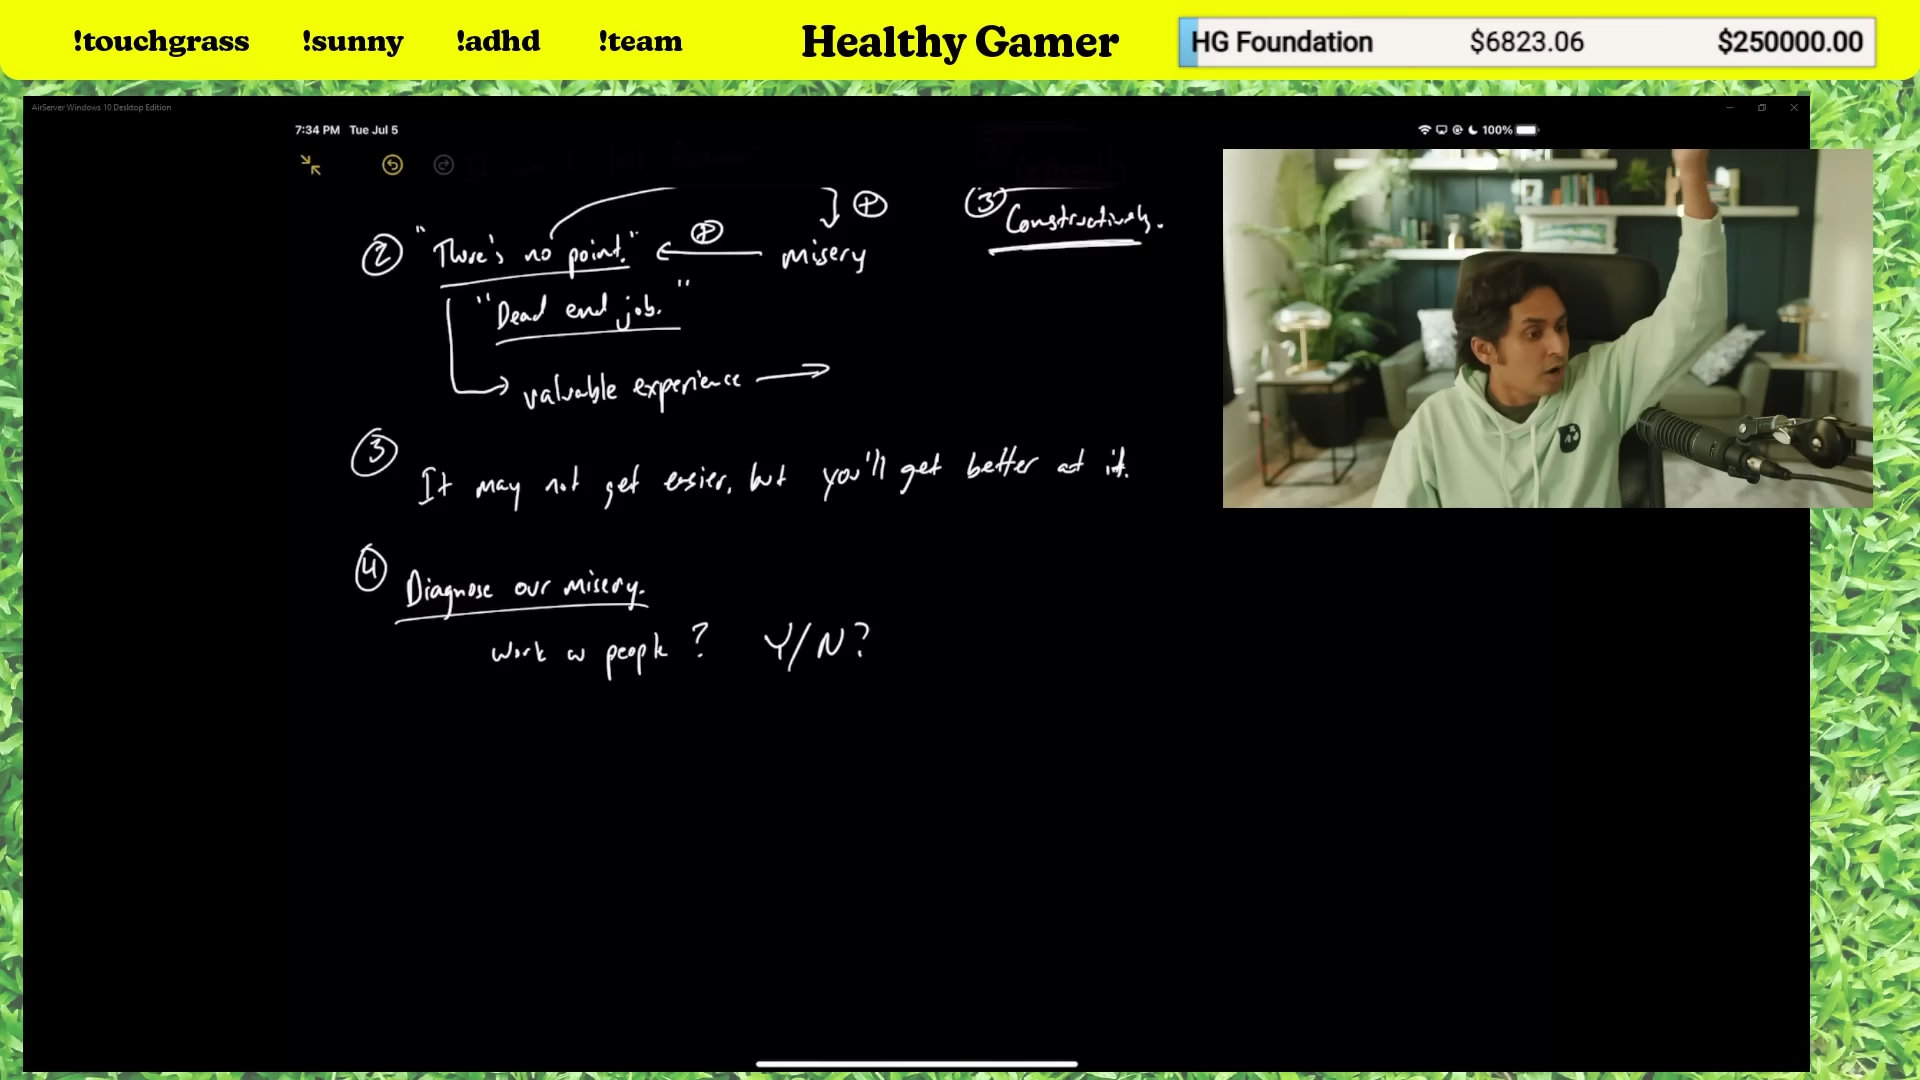 !touchgrass !sunny !adhd !team Healthy Gamer HG Foundation $6823.06 $250000.00
AirServer Windows 10 Desktop Edition
7:34 PM Tue Jul 5 100%
③ Constructively.
② "There's no point." ⊕ misery ⊕
"Dead end job."
valuable experience
③
It may not get easier, but you'll get better at it.
④ Diagnose our misery.
work w people ? Y/N?